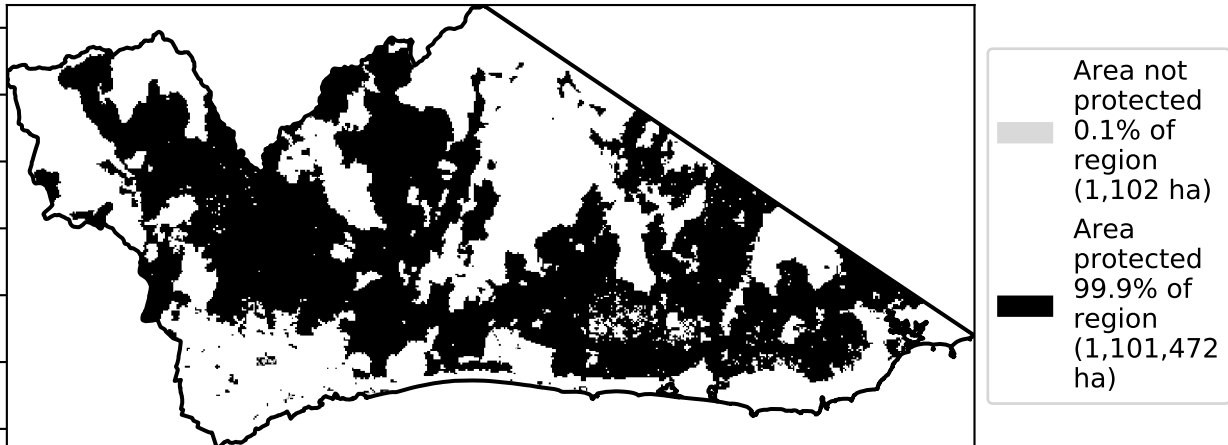 Area not
protected
0.1% of
region
(1,102 ha)
Area
protected
99.9% of
region
(1,101,472
ha)